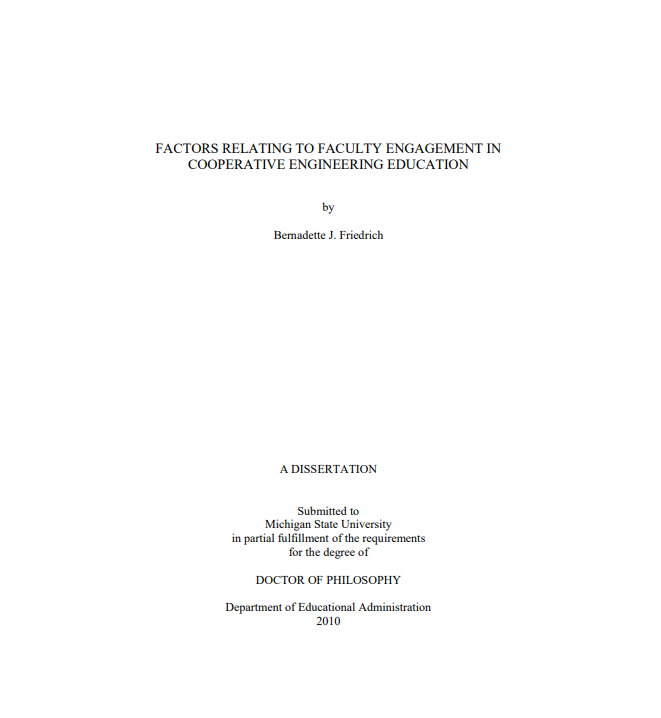 FACTORS RELATING TO FACULTY ENGAGEMENT IN
COOPERATIVE ENGINEERING EDUCATION
by
Bernadette J. Friedrich
A DISSERTATION
Submitted to
Michigan State University
in partial fulfillment of the requirements
for the degree of
DOCTOR OF PHILOSOPHY
Department of Educational Administration
2010